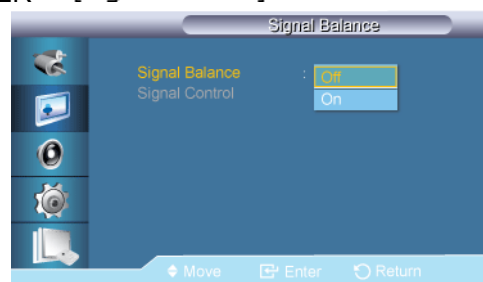 Signal Balance
Signal Balance : Off
Signal Control On
Move Enter Return